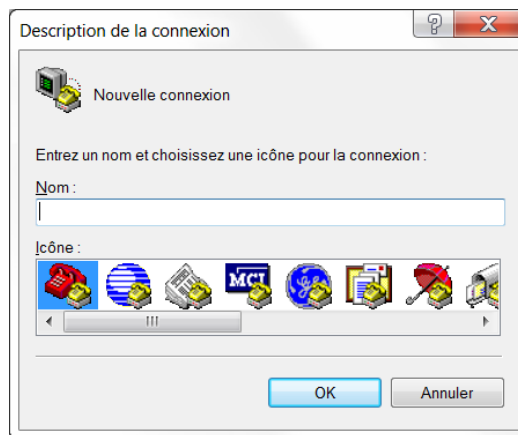 Description de la connexion
Nouvelle connexion
Entrez un nom et choisissez une icône pour la connexion :
Nom :
Icône :
MCI
OK
Annuler